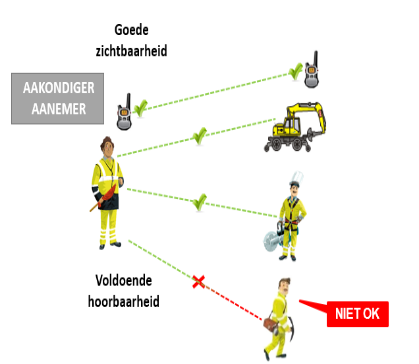 Goede
zichtbaarheid
AAKONDIGER
AANEMER
Voldoende
hoorbaarheid
NIET OK